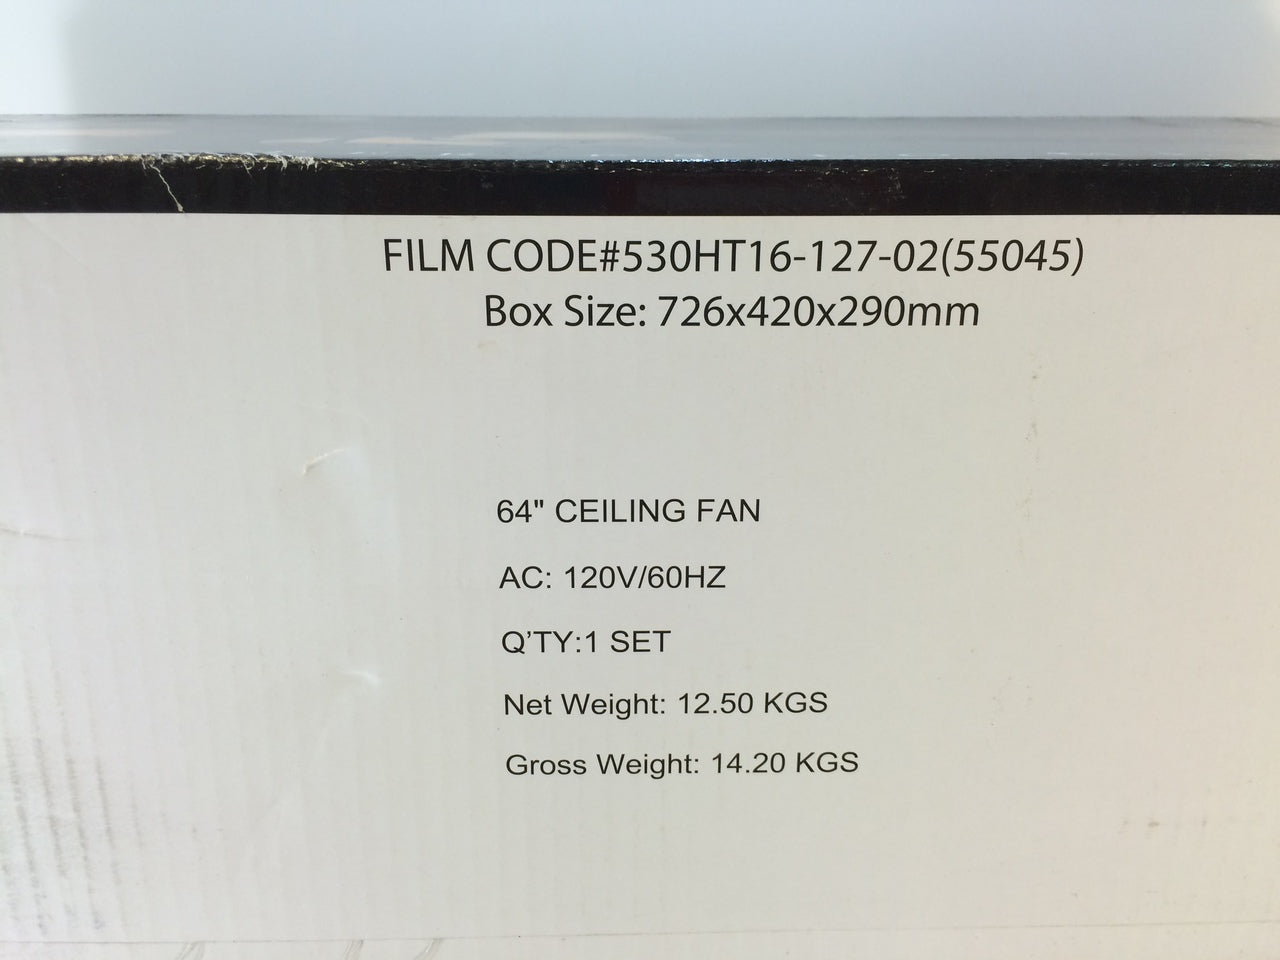 FILM CODE#530HT16-127-02(55045)
Box Size: 726x420x290mm
64" CEILING FAN
AC: 120V/60HZ
Q’TY:1 SET
Net Weight: 12.50 KGS
Gross Weight: 14.20 KGS